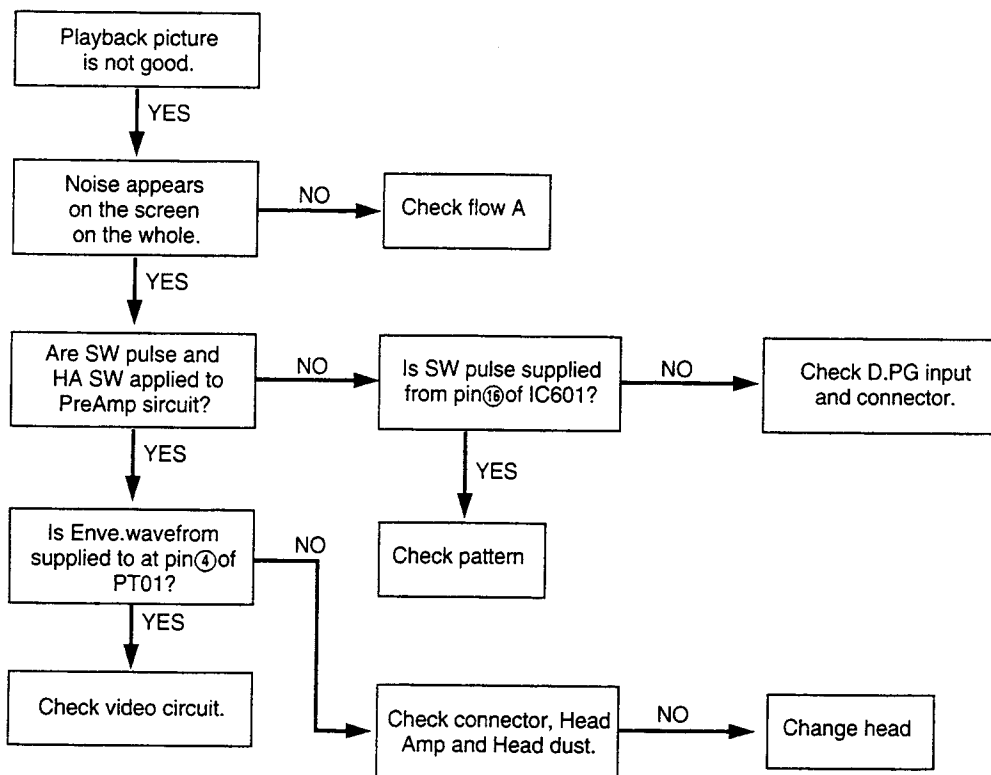 Playback picture
is not good.
YES
Noise appears
on the screen
on the whole.
NO
Check flow A
YES
Are SW pulse and
HA SW applied to
PreAmp sircuit?
NO
Is SW pulse supplied
from pin⑯of IC601?
NO
Check D.PG input
and connector.
YES
YES
Is Enve.wavefrom
supplied to at pin④of
PT01?
NO
Check pattern
YES
Check video circuit.
Check connector, Head
Amp and Head dust.
NO
Change head